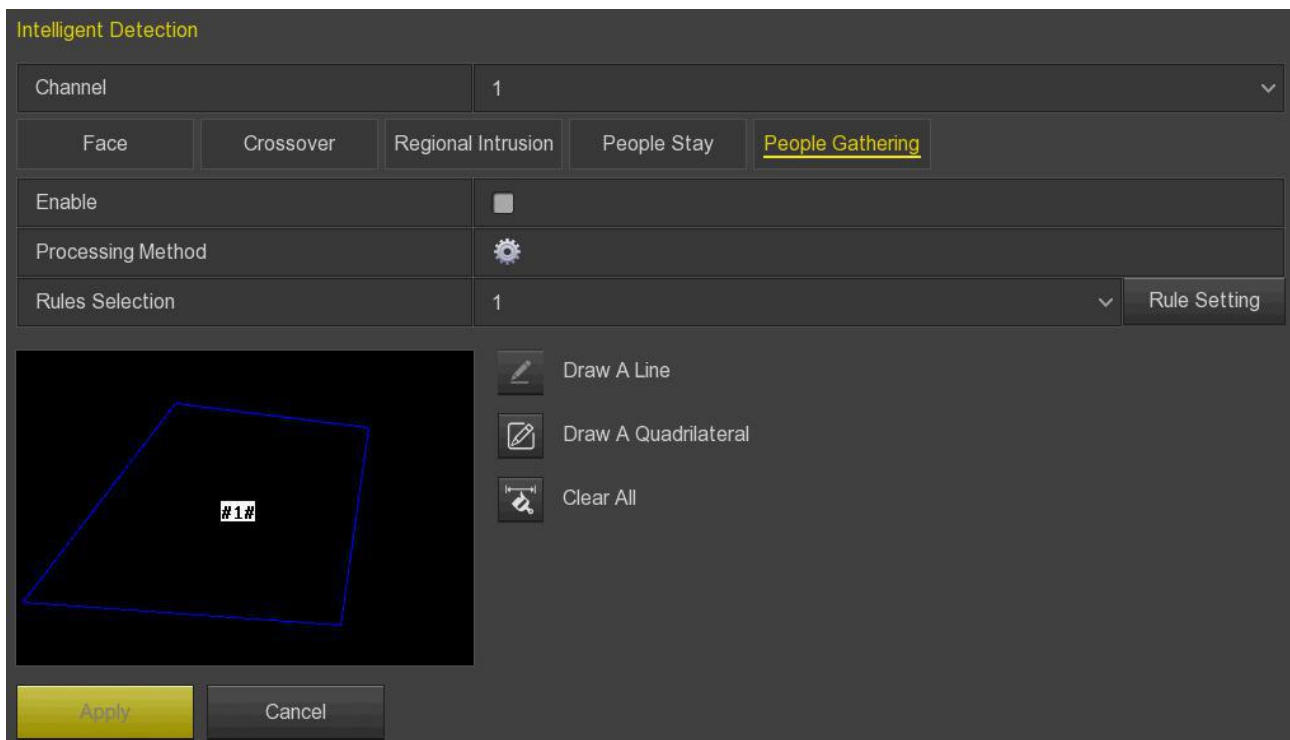 Intelligent Detection
Channel 1
Face Crossover Regional Intrusion People Stay People Gathering
Enable
Processing Method
Rules Selection 1 Rule Setting
Draw A Line
Draw A Quadrilateral
#1#
Clear All
Apply Cancel